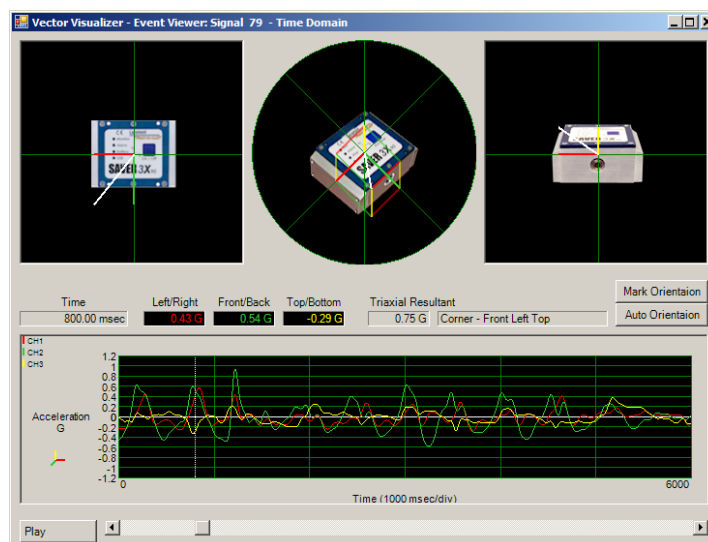 Vector Visualizer - Event Viewer: Signal 79 - Time Domain
SAVER 3X
Time
Left/Right
Front/Back
Top/Bottom
Triaxial Resultant
Mark Orientaion
800.00 msec
0.43 G
0.54 G
-0.29 G
0.75 G
Corner - Front Left Top
Auto Orientaion
CH1
CH2
CH3
1.2
1
0.8
0.6
0.4
0.2
0
-0.2
-0.4
-0.6
-0.8
-1
-1.2
Acceleration
G
0
6000
Time (1000 msec/div)
Play